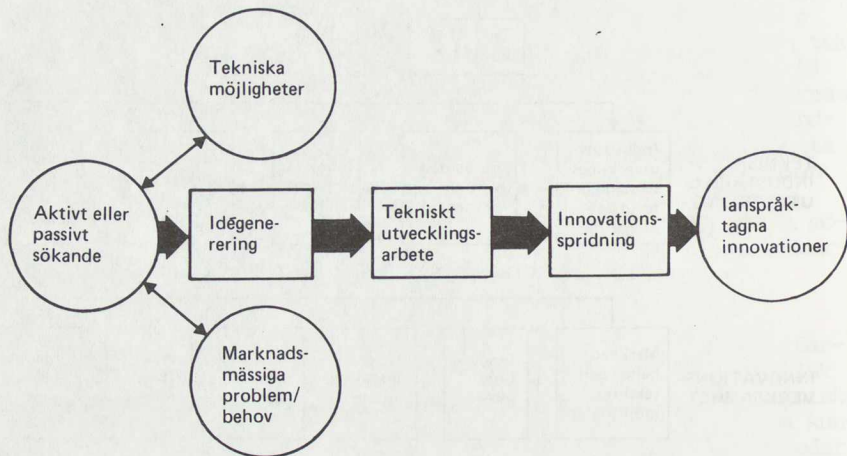 Tekniska
möjligheter
Aktivt eller
passivt
sökande
Idégene-
rering
Tekniskt
utvecklings-
arbete
Innovations-
spridning
Ianspråk-
tagna
innovationer
Marknads-
mässiga
problem/
behov